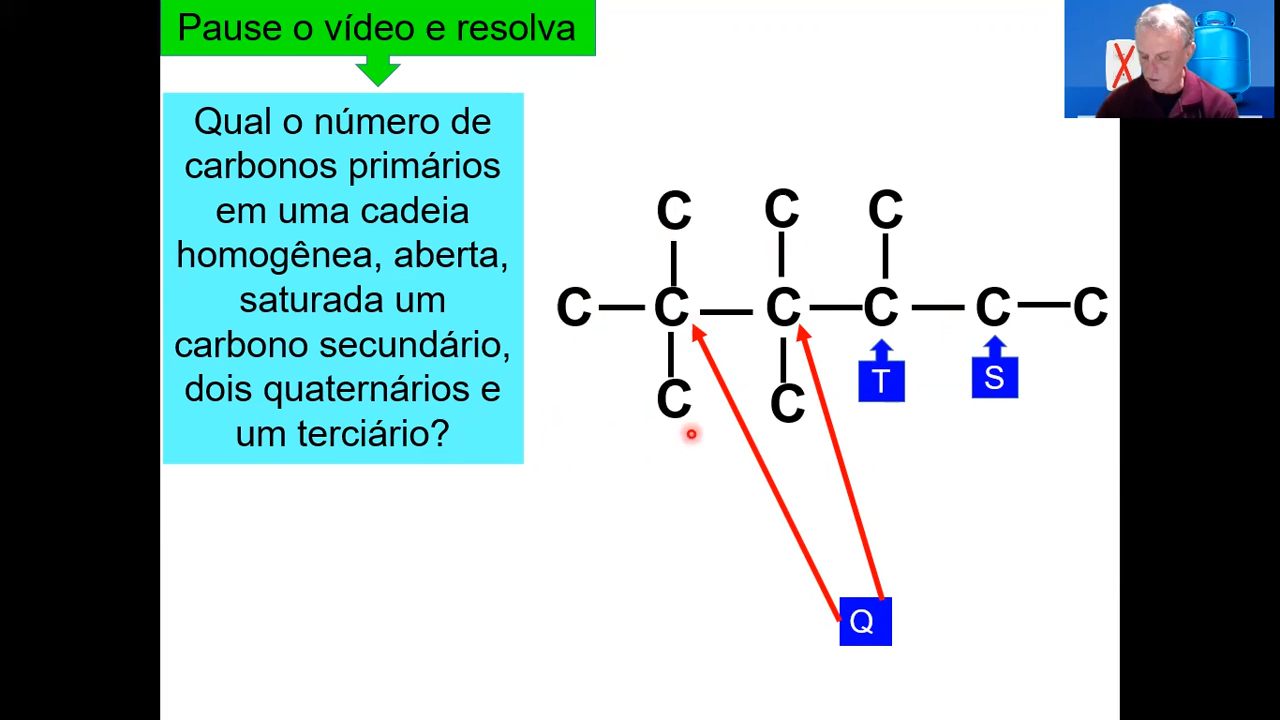 Pause o vídeo e resolva
Qual o número de
carbonos primários
em uma cadeia
homogênea, aberta,
saturada um
carbono secundário,
dois quaternários e
um terciário?
C C C
C — C — C — C — C — C
T S
C C
Q